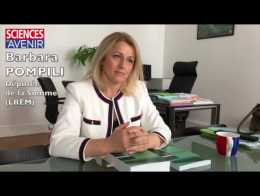 SCIENCES
AVENIR
Barbara
POMPILI
Députée
de la Somme
(LREM)